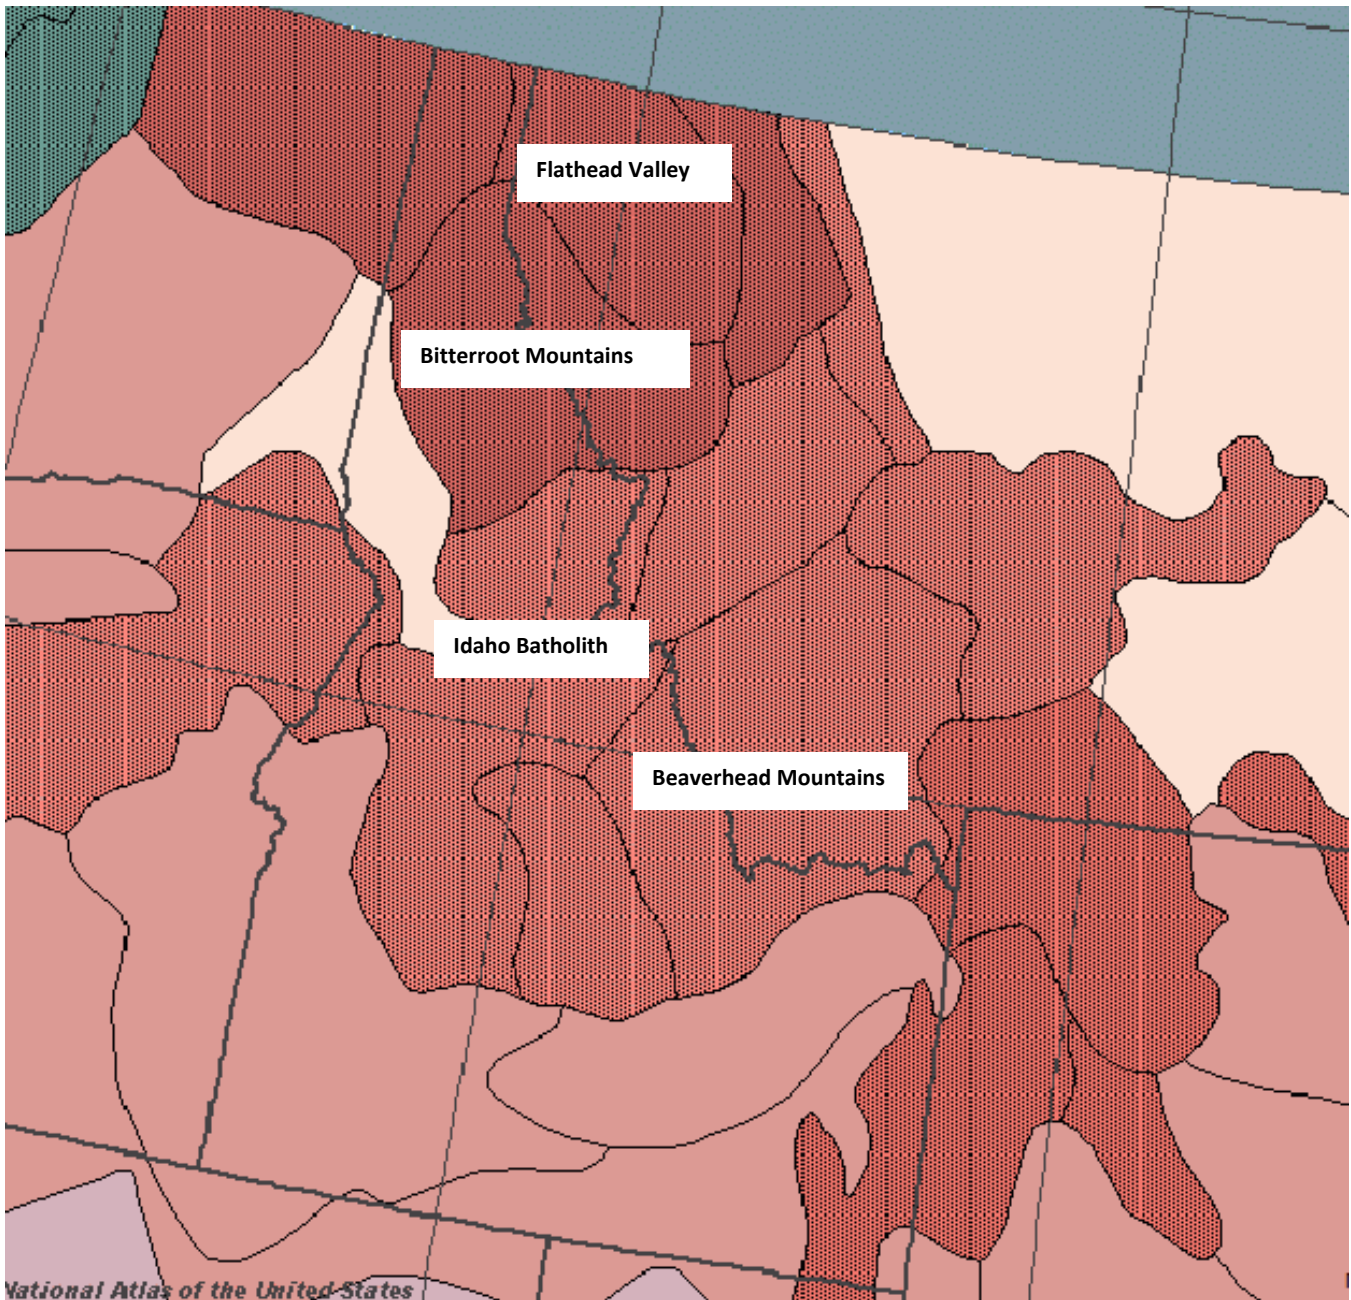 Flathead Valley
Bitterroot Mountains
Idaho Batholith
Beaverhead Mountains
National Atlas of the United States